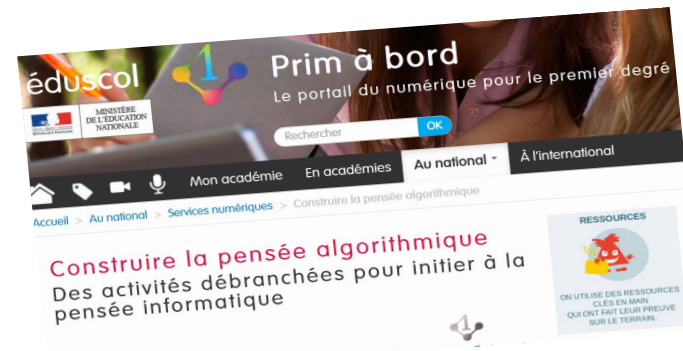 éduscol
Prim à bord
Le portail du numérique pour le premier degré
MINISTÈRE
DE L'ÉDUCATION
NATIONALE
Rechercher OK
Mon académie En académies Au national À l'international
Accueil > Au national > Services numériques > Construire la pensée algorithmique
Construire la pensée algorithmique
Des activités débranchées pour initier à la
pensée informatique
RESSOURCES
ON UTILISE DES RESSOURCES
CLÉS EN MAIN
QUI ONT FAIT LEUR PREUVE
SUR LE TERRAIN.
1